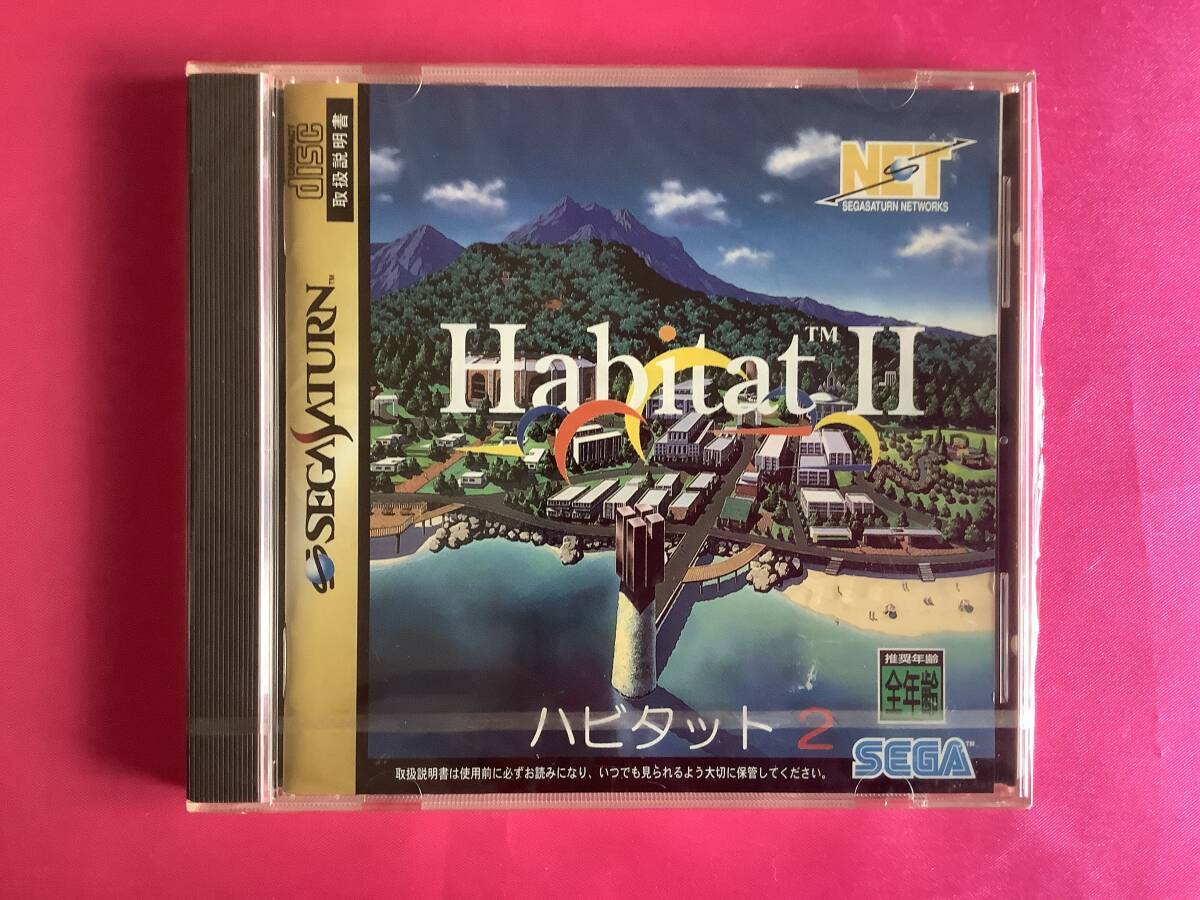 COMPACT
disc
取扱説明書
SEGASATURN™
NET
SEGASATURN NETWORKS
Habitat™ II
推奨年齢
全年齢
ハビタット 2
SEGA™
取扱説明書は使用前に必ずお読みになり、いつでも見られるよう大切に保管してください。